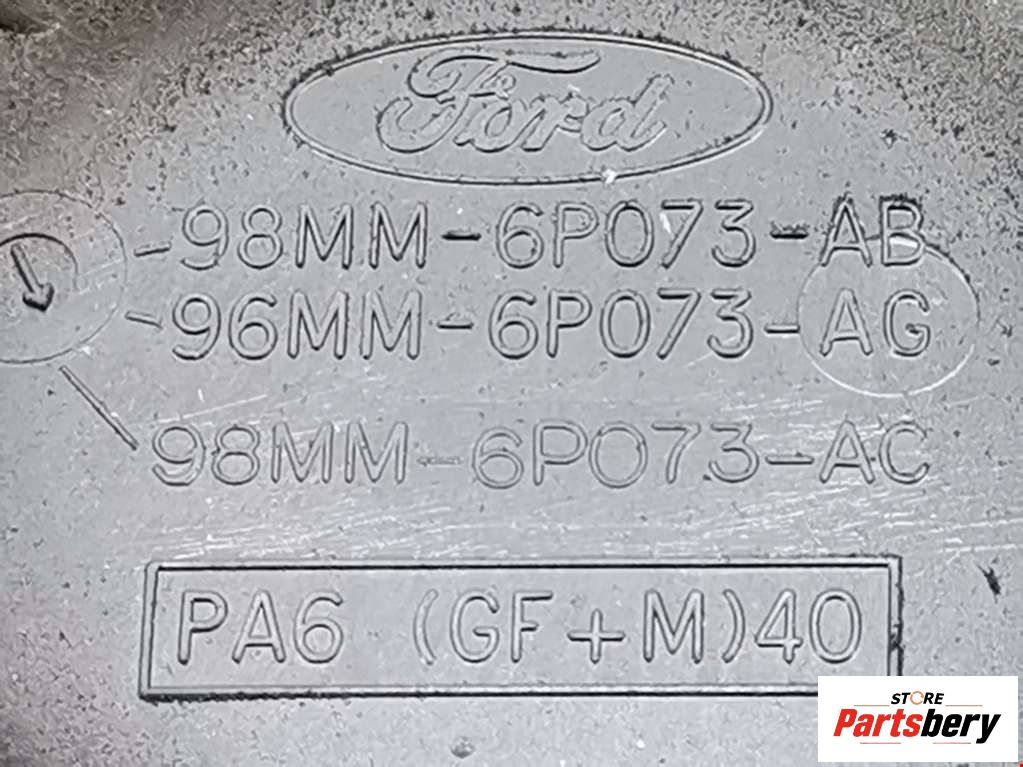 Ford
-98MM-6P073-AB
-96MM-6P073-AG
98MM-6P073-AC
PA6 (GF+M)40
STORE
Partsbery